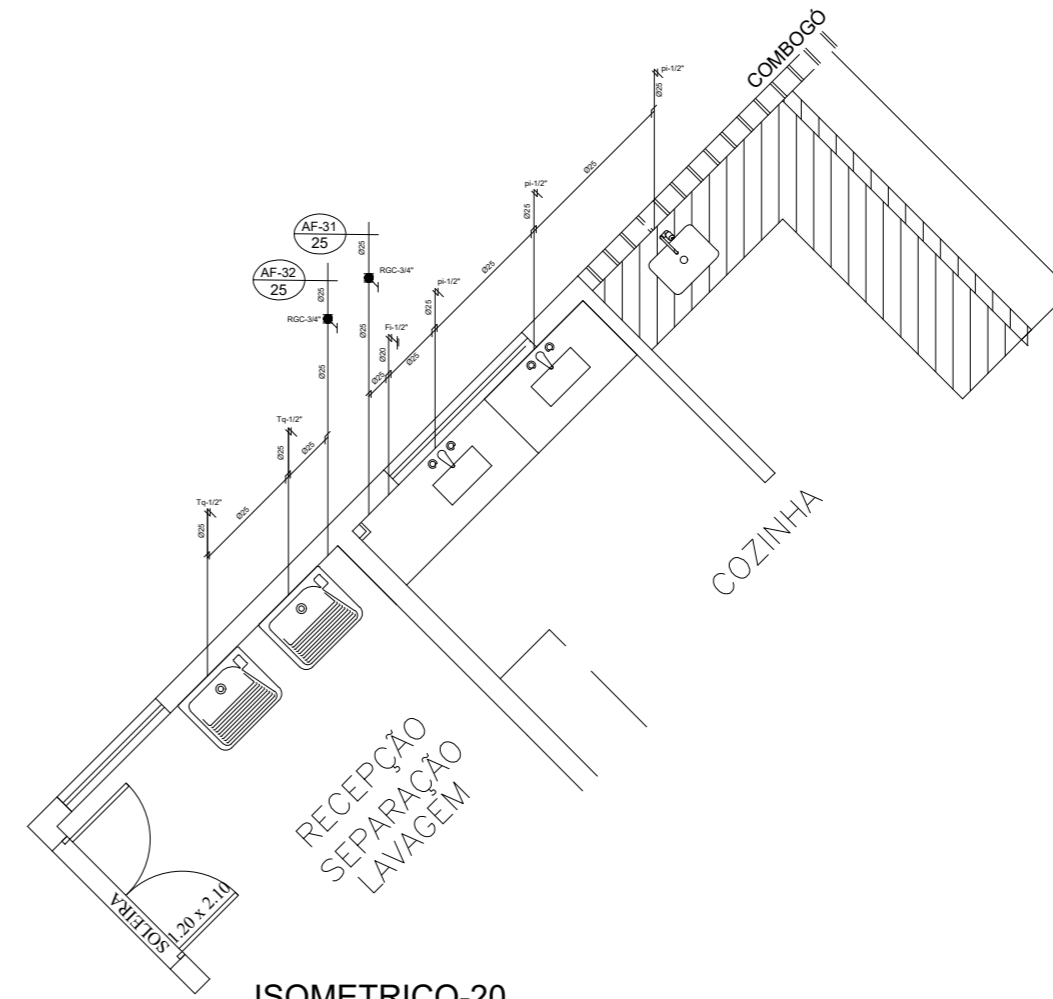 COMBOGÓ
pi-1/2"
Ø25
Ø25
pi-1/2"
Ø25
AF-31
25
Ø25
Ø25
AF-32
25
RGC-3/4"
pi-1/2"
Ø25
Ø25
RGC-3/4"
Ø25
Fi-1/2"
Ø20
Ø25
Ø25
Ø25
Tq-1/2"
Ø25
Ø25
Tq-1/2"
Ø25
Ø25
COZINHA
RECEPÇÃO
SEPARAÇÃO
LAVAGEM
SOLEIRA
1.20 x 2.10
ISOMETRICO-20